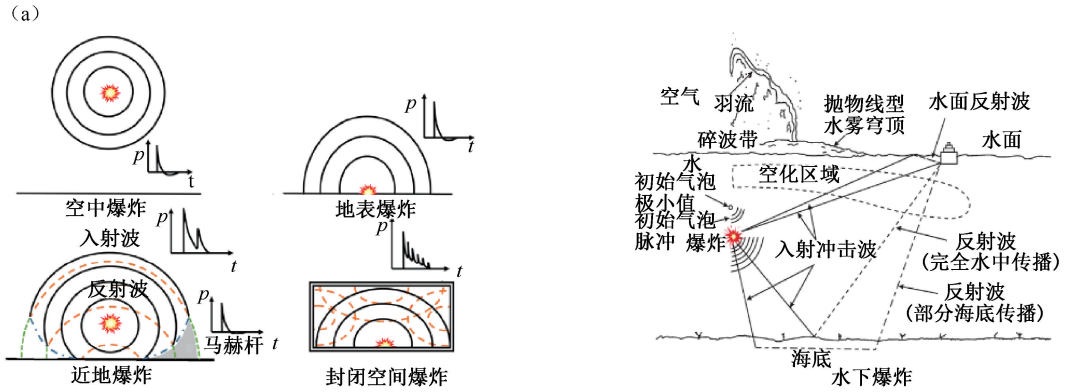 (a)
p
t
空中爆炸
p
t
地表爆炸
p
t
入射波
反射波
p
t
马赫杆
近地爆炸
p
t
封闭空间爆炸
空气
羽流
碎波带
抛物线型
水雾穹顶
水面反射波
水面
水
初始气泡
极小值
初始气泡
脉冲
爆炸
空化区域
入射冲击波
反射波
(完全水中传播)
反射波
(部分海底传播)
海底
水下爆炸